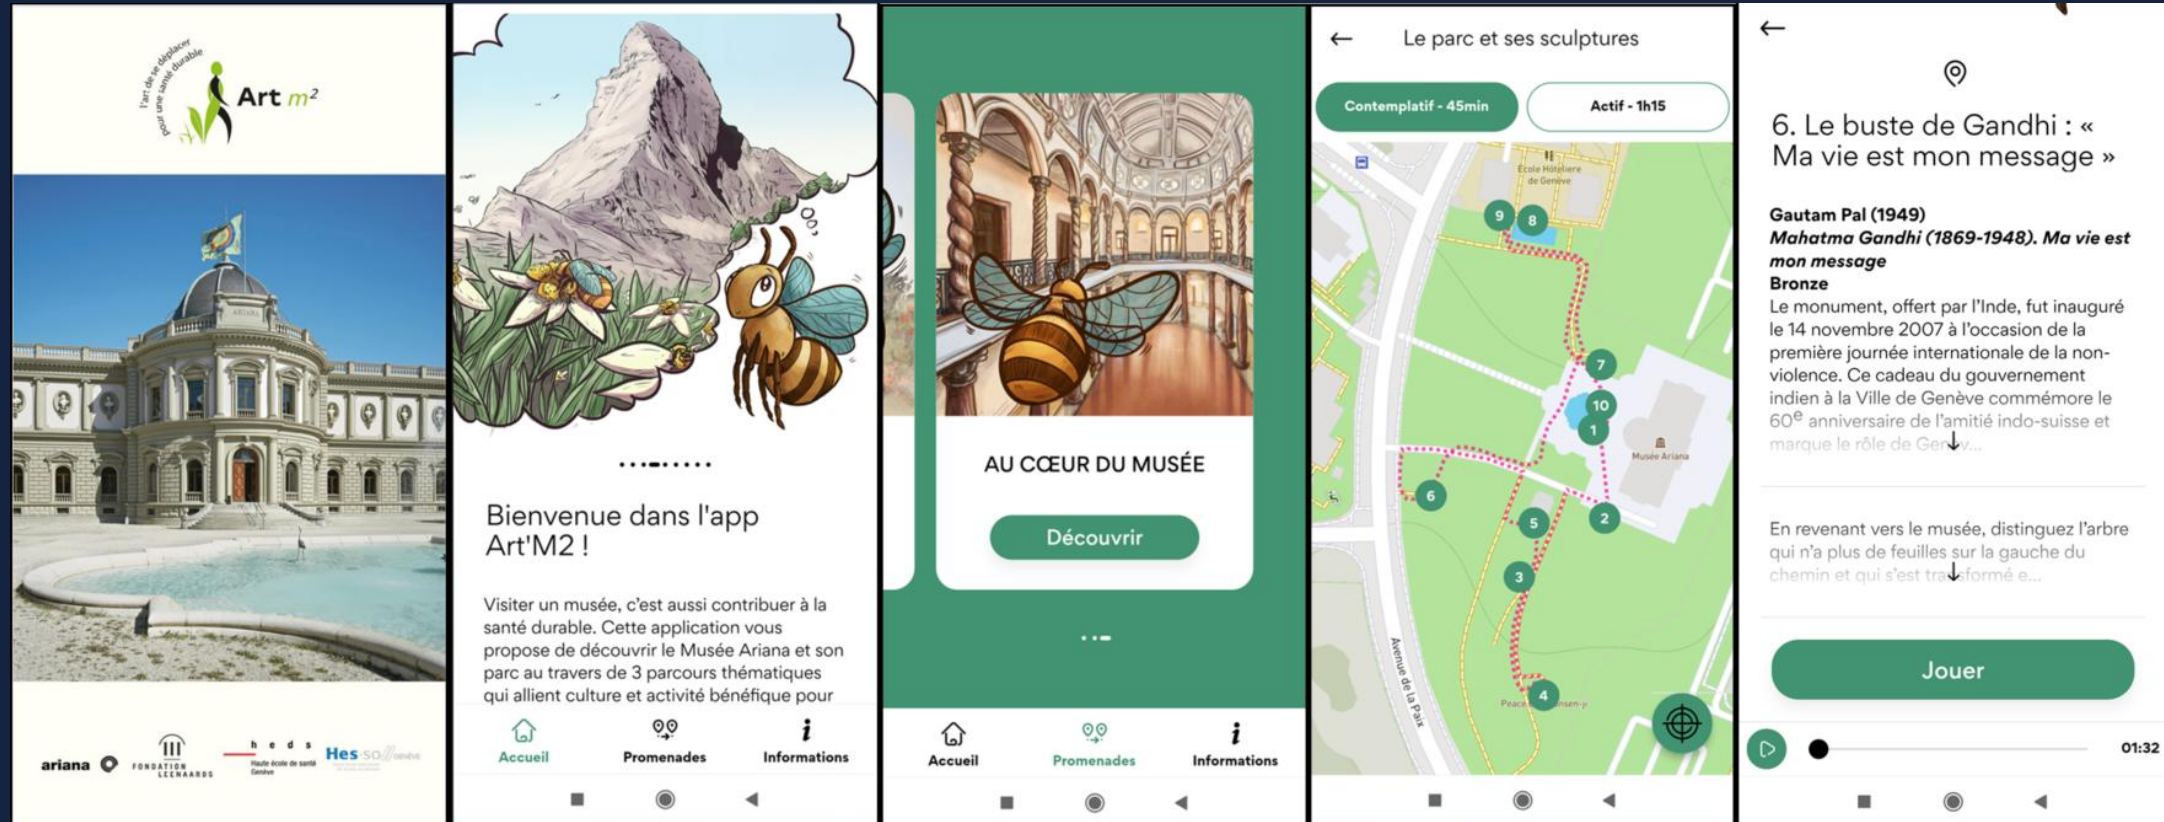 l'art de se déplacer
pour une santé durable
Art m²
ARIANA
ariana
FONDATION
LEENAARDS
heds
Haute école de santé
Genève
Hes·so//GENÈVE
Bienvenue dans l'app
Art'M2 !
Visiter un musée, c'est aussi contribuer à la
santé durable. Cette application vous
propose de découvrir le Musée Ariana et son
parc au travers de 3 parcours thématiques
qui allient culture et activité bénéfique pour
Accueil
Promenades
Informations
AU CŒUR DU MUSÉE
Découvrir
Accueil
Promenades
Informations
Le parc et ses sculptures
Contemplatif - 45min
Actif - 1h15
École Hôtelière
de Genève
9
8
7
10
1
Musée Ariana
6
5
2
3
4
Peace
Avenue de la Paix
6. Le buste de Gandhi : «
Ma vie est mon message »
Gautam Pal (1949)
Mahatma Gandhi (1869-1948). Ma vie est
mon message
Bronze
Le monument, offert par l'Inde, fut inauguré
le 14 novembre 2007 à l'occasion de la
première journée internationale de la non-
violence. Ce cadeau du gouvernement
indien à la Ville de Genève commémore le
60e anniversaire de l'amitié indo-suisse et
marque le rôle de Genev...
En revenant vers le musée, distinguez l'arbre
qui n'a plus de feuilles sur la gauche du
chemin et qui s'est transformé e...
Jouer
01:32